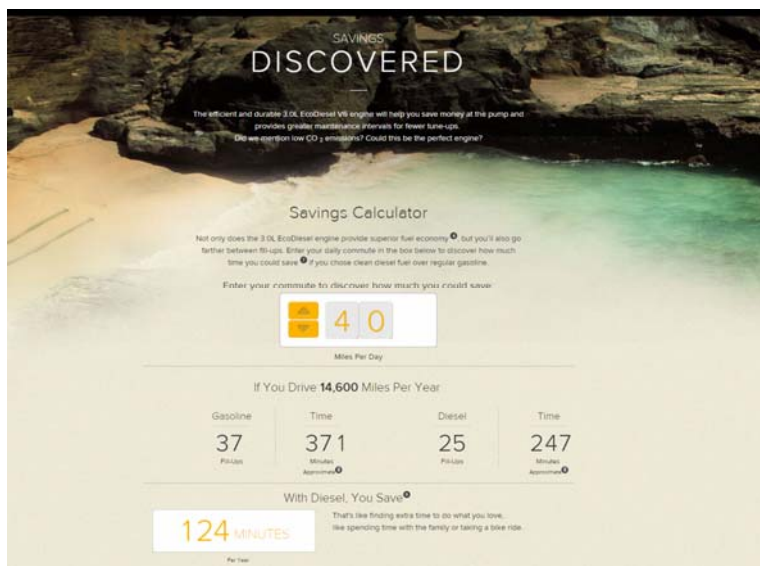 SAVINGS
DISCOVERED
The efficient and durable 3.0L EcoDiesel V6 engine will help you save money at the pump and
provides greater maintenance intervals for fewer tune-ups.
Did we mention low CO 2 emissions? Could this be the perfect engine?
Savings Calculator
Not only does the 3.0L EcoDiesel engine provide superior fuel economy, but you'll also go
farther between fill-ups. Enter your daily commute in the box below to discover how much
time you could save if you chose clean diesel fuel over regular gasoline.
Enter your commute to discover how much you could save:
40
Miles Per Day
If You Drive 14,600 Miles Per Year
Gasoline Time Diesel Time
37 371 25 247
Fill-Ups Minutes Fill-Ups Minutes
Approximate Approximate
With Diesel, You Save
That's like finding extra time to do what you love,
like spending time with the family or taking a bike ride.
124 MINUTES
Per Year